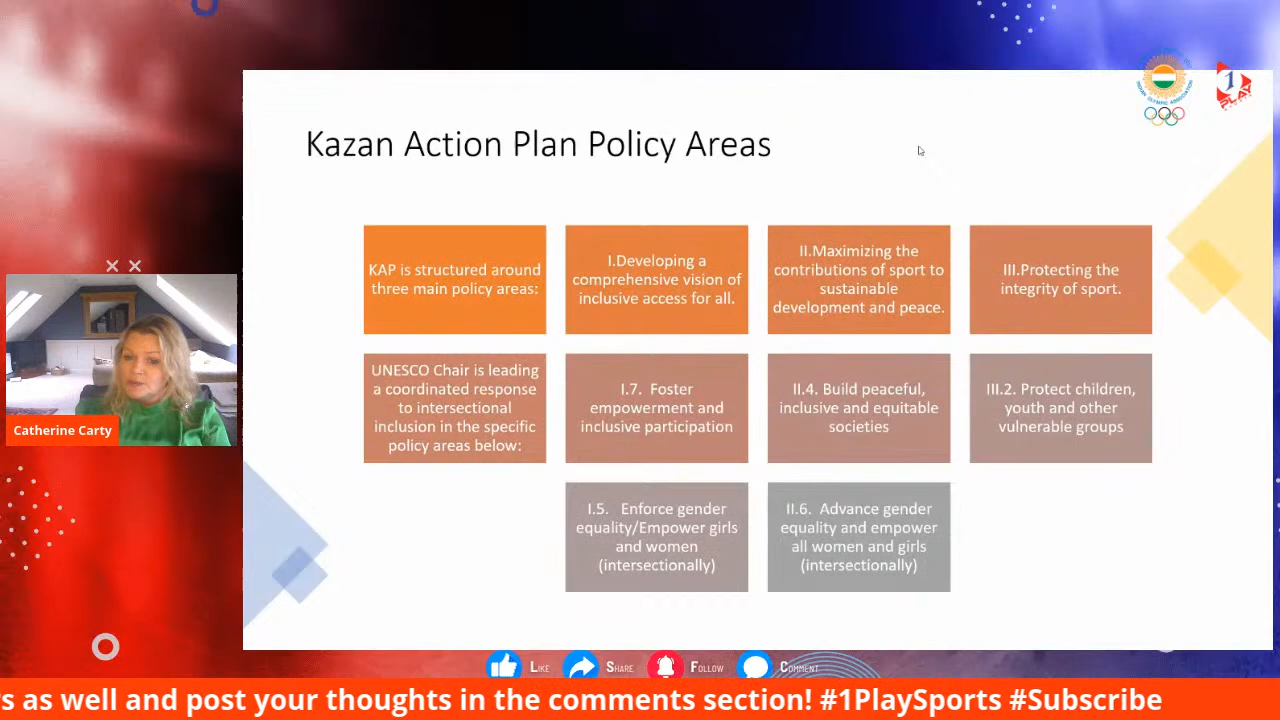 INDIAN OLYMPIC ASSOCIATION
1
PLAY
Kazan Action Plan Policy Areas
KAP is structured around
three main policy areas:
I.Developing a
comprehensive vision of
inclusive access for all.
II.Maximizing the
contributions of sport to
sustainable
development and peace.
III.Protecting the
integrity of sport.
UNESCO Chair is leading
a coordinated response
to intersectional
inclusion in the specific
policy areas below:
I.7. Foster
empowerment and
inclusive participation
II.4. Build peaceful,
inclusive and equitable
societies
III.2. Protect children,
youth and other
vulnerable groups
I.5. Enforce gender
equality/Empower girls
and women
(intersectionally)
II.6. Advance gender
equality and empower
all women and girls
(intersectionally)
Catherine Carty
LIKE
SHARE
FOLLOW
COMMENT
s as well and post your thoughts in the comments section! #1PlaySports #Subscribe